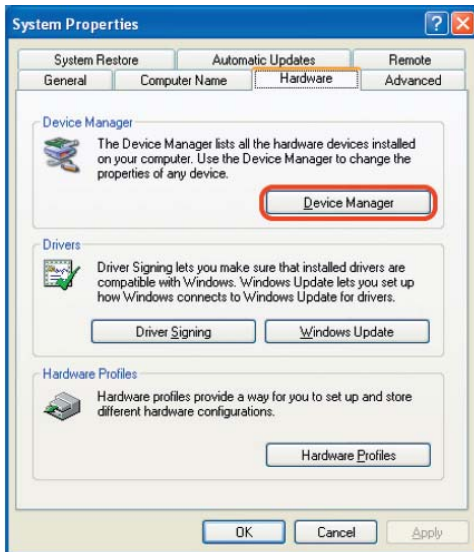 System Properties
?
System Restore Automatic Updates Remote
General Computer Name Hardware Advanced
Device Manager
The Device Manager lists all the hardware devices installed
on your computer. Use the Device Manager to change the
properties of any device.
Device Manager
Drivers
Driver Signing lets you make sure that installed drivers are
compatible with Windows. Windows Update lets you set up
how Windows connects to Windows Update for drivers.
Driver Signing Windows Update
Hardware Profiles
Hardware profiles provide a way for you to set up and store
different hardware configurations.
Hardware Profiles
OK Cancel Apply